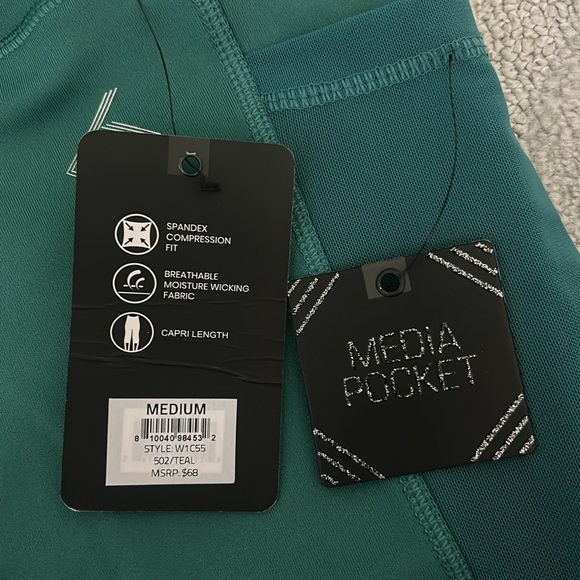 SPANDEX
COMPRESSION
FIT
BREATHABLE
MOISTURE WICKING
FABRIC
CAPRI LENGTH
MEDIUM
8 10040 98453 2
STYLE: W1C55
502/TEAL
MSRP: $68
MEDIA
POCKET